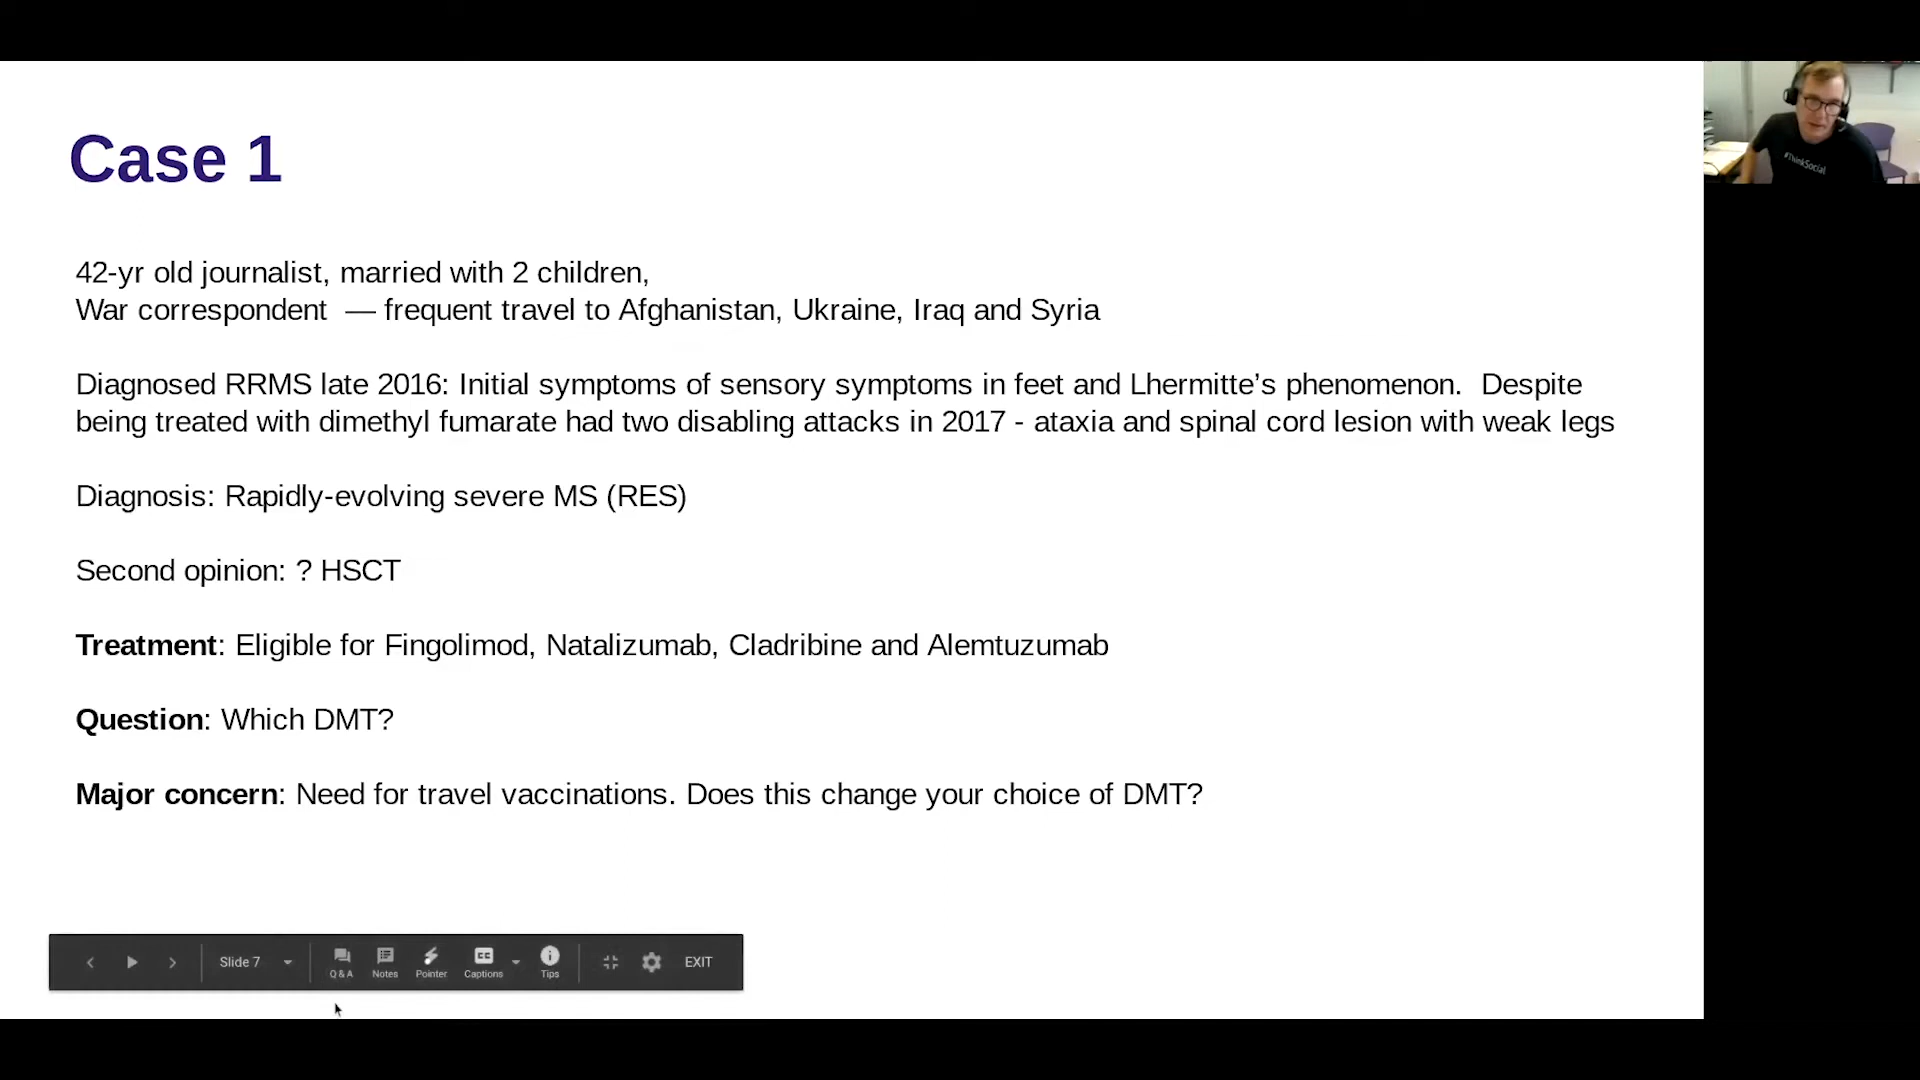 Case 1
42-yr old journalist, married with 2 children,
War correspondent — frequent travel to Afghanistan, Ukraine, Iraq and Syria
Diagnosed RRMS late 2016: Initial symptoms of sensory symptoms in feet and Lhermitte’s phenomenon. Despite
being treated with dimethyl fumarate had two disabling attacks in 2017 - ataxia and spinal cord lesion with weak legs
Diagnosis: Rapidly-evolving severe MS (RES)
Second opinion: ? HSCT
Treatment: Eligible for Fingolimod, Natalizumab, Cladribine and Alemtuzumab
Question: Which DMT?
Major concern: Need for travel vaccinations. Does this change your choice of DMT?
Slide 7
Q & A
Notes
Pointer
CC
Captions
Tips
EXIT
#ThinkSocial